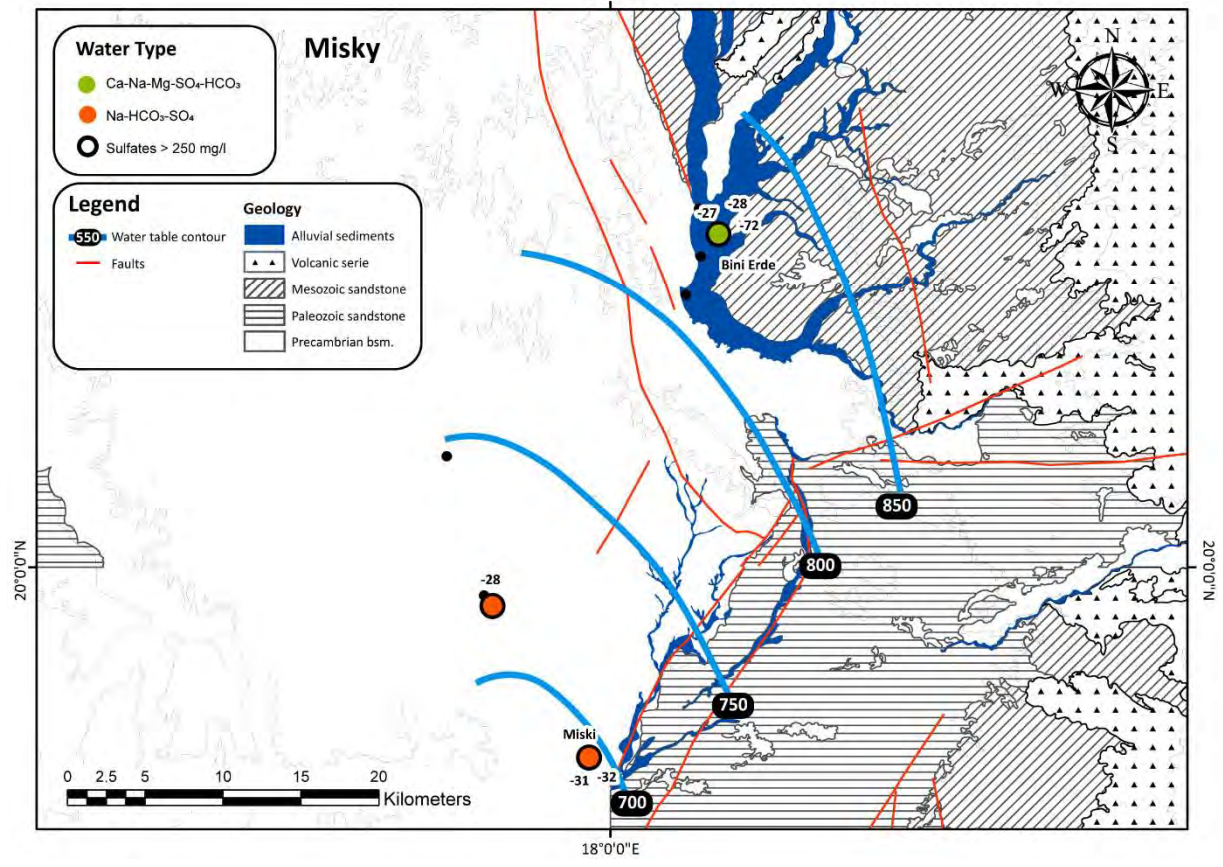 Misky
Water Type
Ca-Na-Mg-SO₄-HCO₃
Na-HCO₃-SO₄
Sulfates > 250 mg/l
Legend
550 Water table contour
Faults
Geology
Alluvial sediments
Volcanic serie
Mesozoic sandstone
Paleozoic sandstone
Precambrian bsm.
N
W E
S
-27 -28
-72
Bini Erde
850
800
20°0'0"N
20°0'0"N
-28
750
Miski
-31 -32
700
0 2.5 5 10 15 20
Kilometers
18°0'0"E